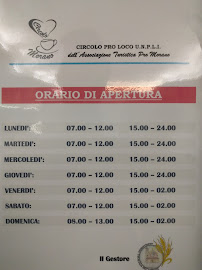 Pro Loco
Morano
CIRCOLO PRO LOCO U.N.P.L.I.
dell'Associazione Turistica Pro Morano
ORARIO DI APERTURA
LUNEDI': 07.00 – 12.00 15.00 – 24.00
MARTEDI': 07.00 – 12.00 15.00 – 24.00
MERCOLEDI': 07.00 – 12.00 15.00 – 24.00
GIOVEDI': 07.00 – 12.00 15.00 – 24.00
VENERDI': 07.00 – 12.00 15.00 – 02.00
SABATO: 07.00 – 12.00 15.00 – 02.00
DOMENICA: 08.00 – 13.00 15.00 – 02.00
Il Gestore